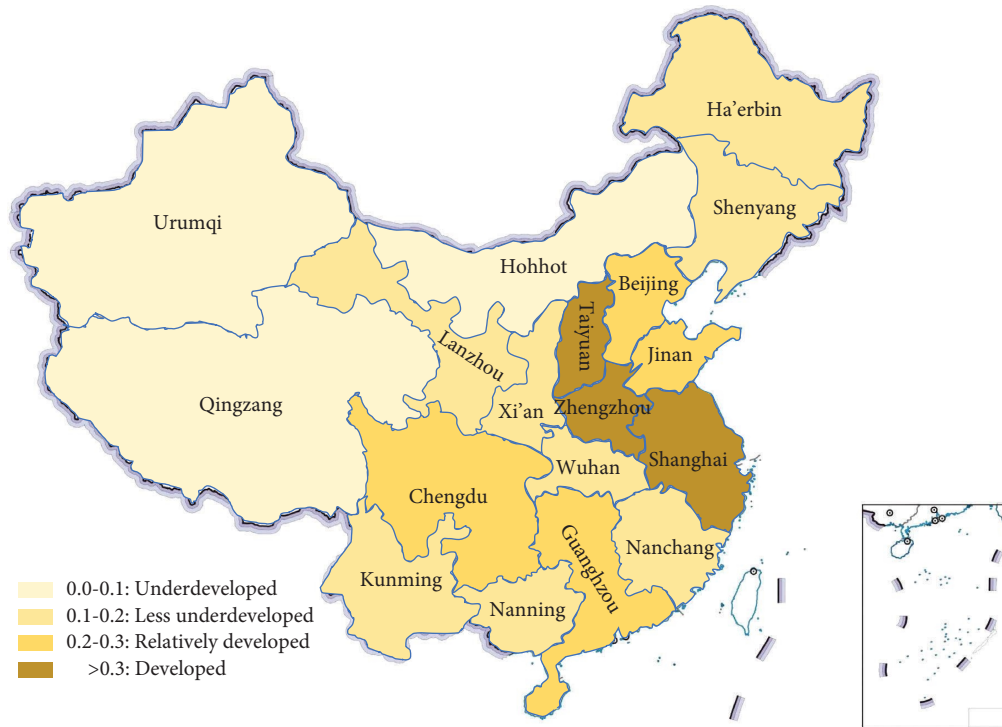 Ha'erbin
Shenyang
Urumqi
Hohhot
Beijing
Taiyuan
Jinan
Lanzhou
Qingzang
Xi'an
Zhengzhou
Shanghai
Wuhan
Chengdu
Guanghzou
Nanchang
Kunming
Nanning
0.0-0.1: Underdeveloped
0.1-0.2: Less underdeveloped
0.2-0.3: Relatively developed
>0.3: Developed